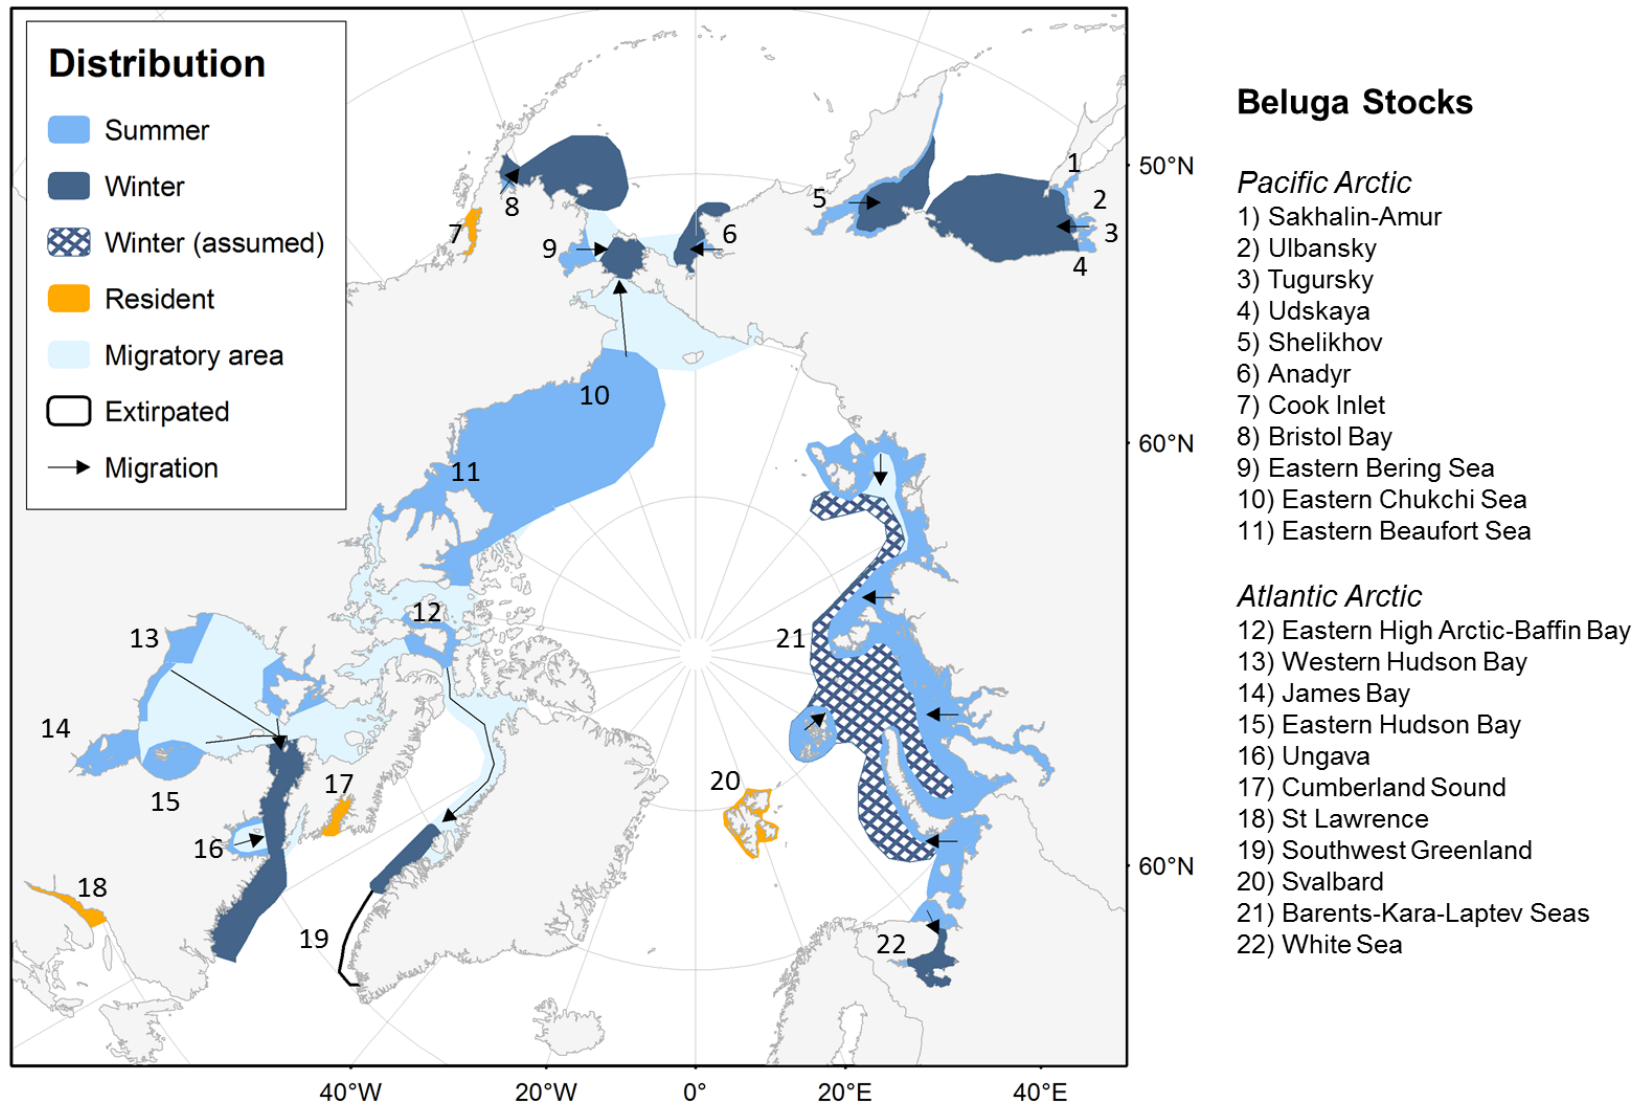 Distribution
Summer
Winter
Winter (assumed)
Resident
Migratory area
Extirpated
Migration
1
2
3
4
5
6
7
8
9
10
11
12
13
14
15
16
17
18
19
20
21
22
50°N
60°N
60°N
40°W
20°W
0°
20°E
40°E
Beluga Stocks
Pacific Arctic
1) Sakhalin-Amur
2) Ulbansky
3) Tugursky
4) Udskaya
5) Shelikhov
6) Anadyr
7) Cook Inlet
8) Bristol Bay
9) Eastern Bering Sea
10) Eastern Chukchi Sea
11) Eastern Beaufort Sea
Atlantic Arctic
12) Eastern High Arctic-Baffin Bay
13) Western Hudson Bay
14) James Bay
15) Eastern Hudson Bay
16) Ungava
17) Cumberland Sound
18) St Lawrence
19) Southwest Greenland
20) Svalbard
21) Barents-Kara-Laptev Seas
22) White Sea